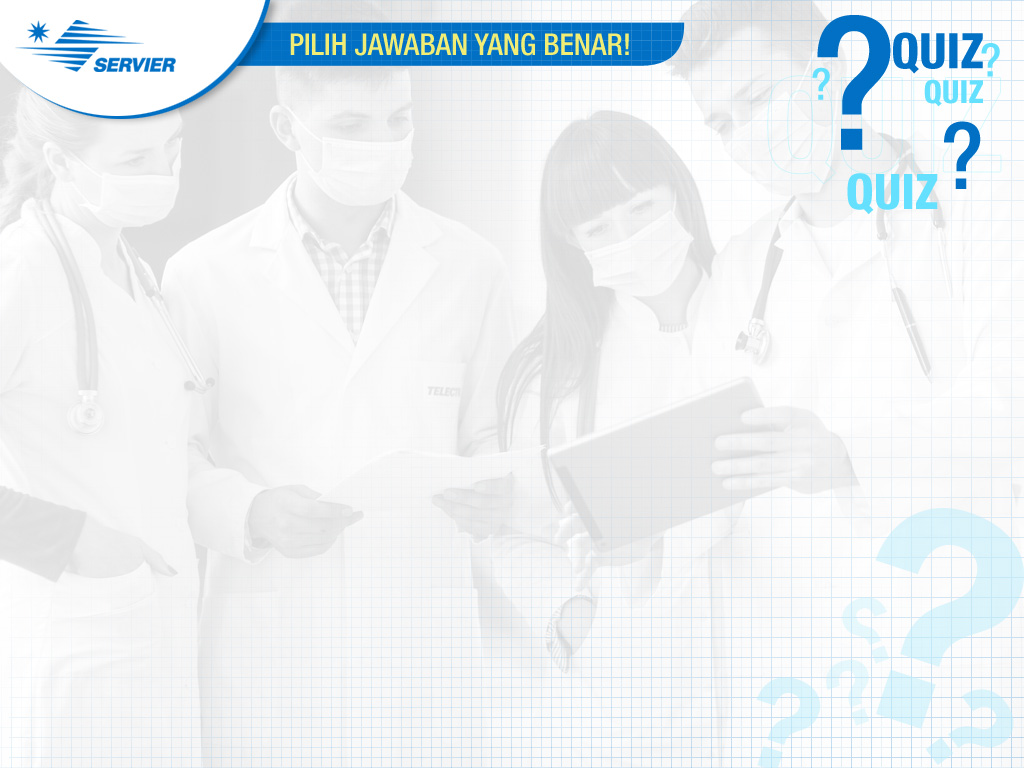 SERVIER
PILIH JAWABAN YANG BENAR!
? QUIZ ?
? QUIZ
?
QUIZ
?
?
?
? ?